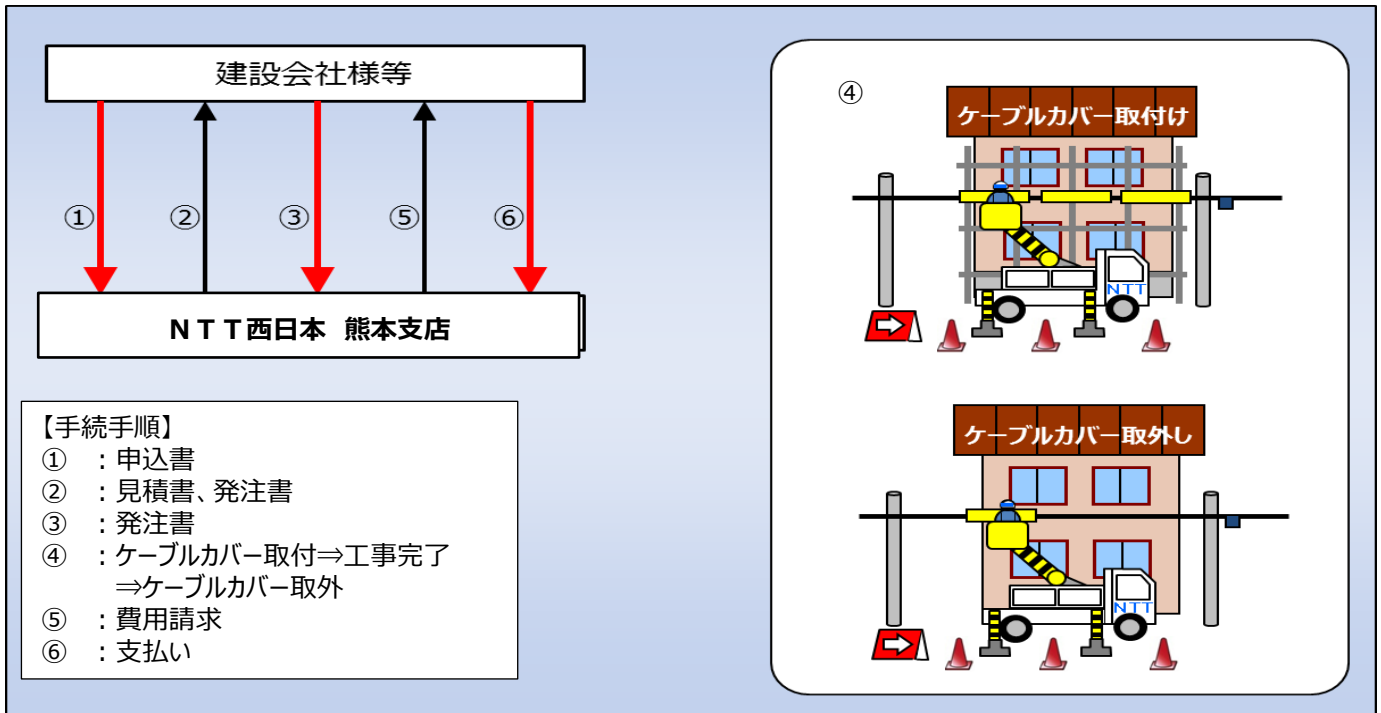 建設会社様等
①
②
③
⑤
⑥
NTT西日本 熊本支店
【手続手順】
① :申込書
② :見積書、発注書
③ :発注書
④ :ケーブルカバー取付⇒工事完了
⇒ケーブルカバー取外
⑤ :費用請求
⑥ :支払い
④
ケーブルカバー取付け
NTT
ケーブルカバー取外し
NTT